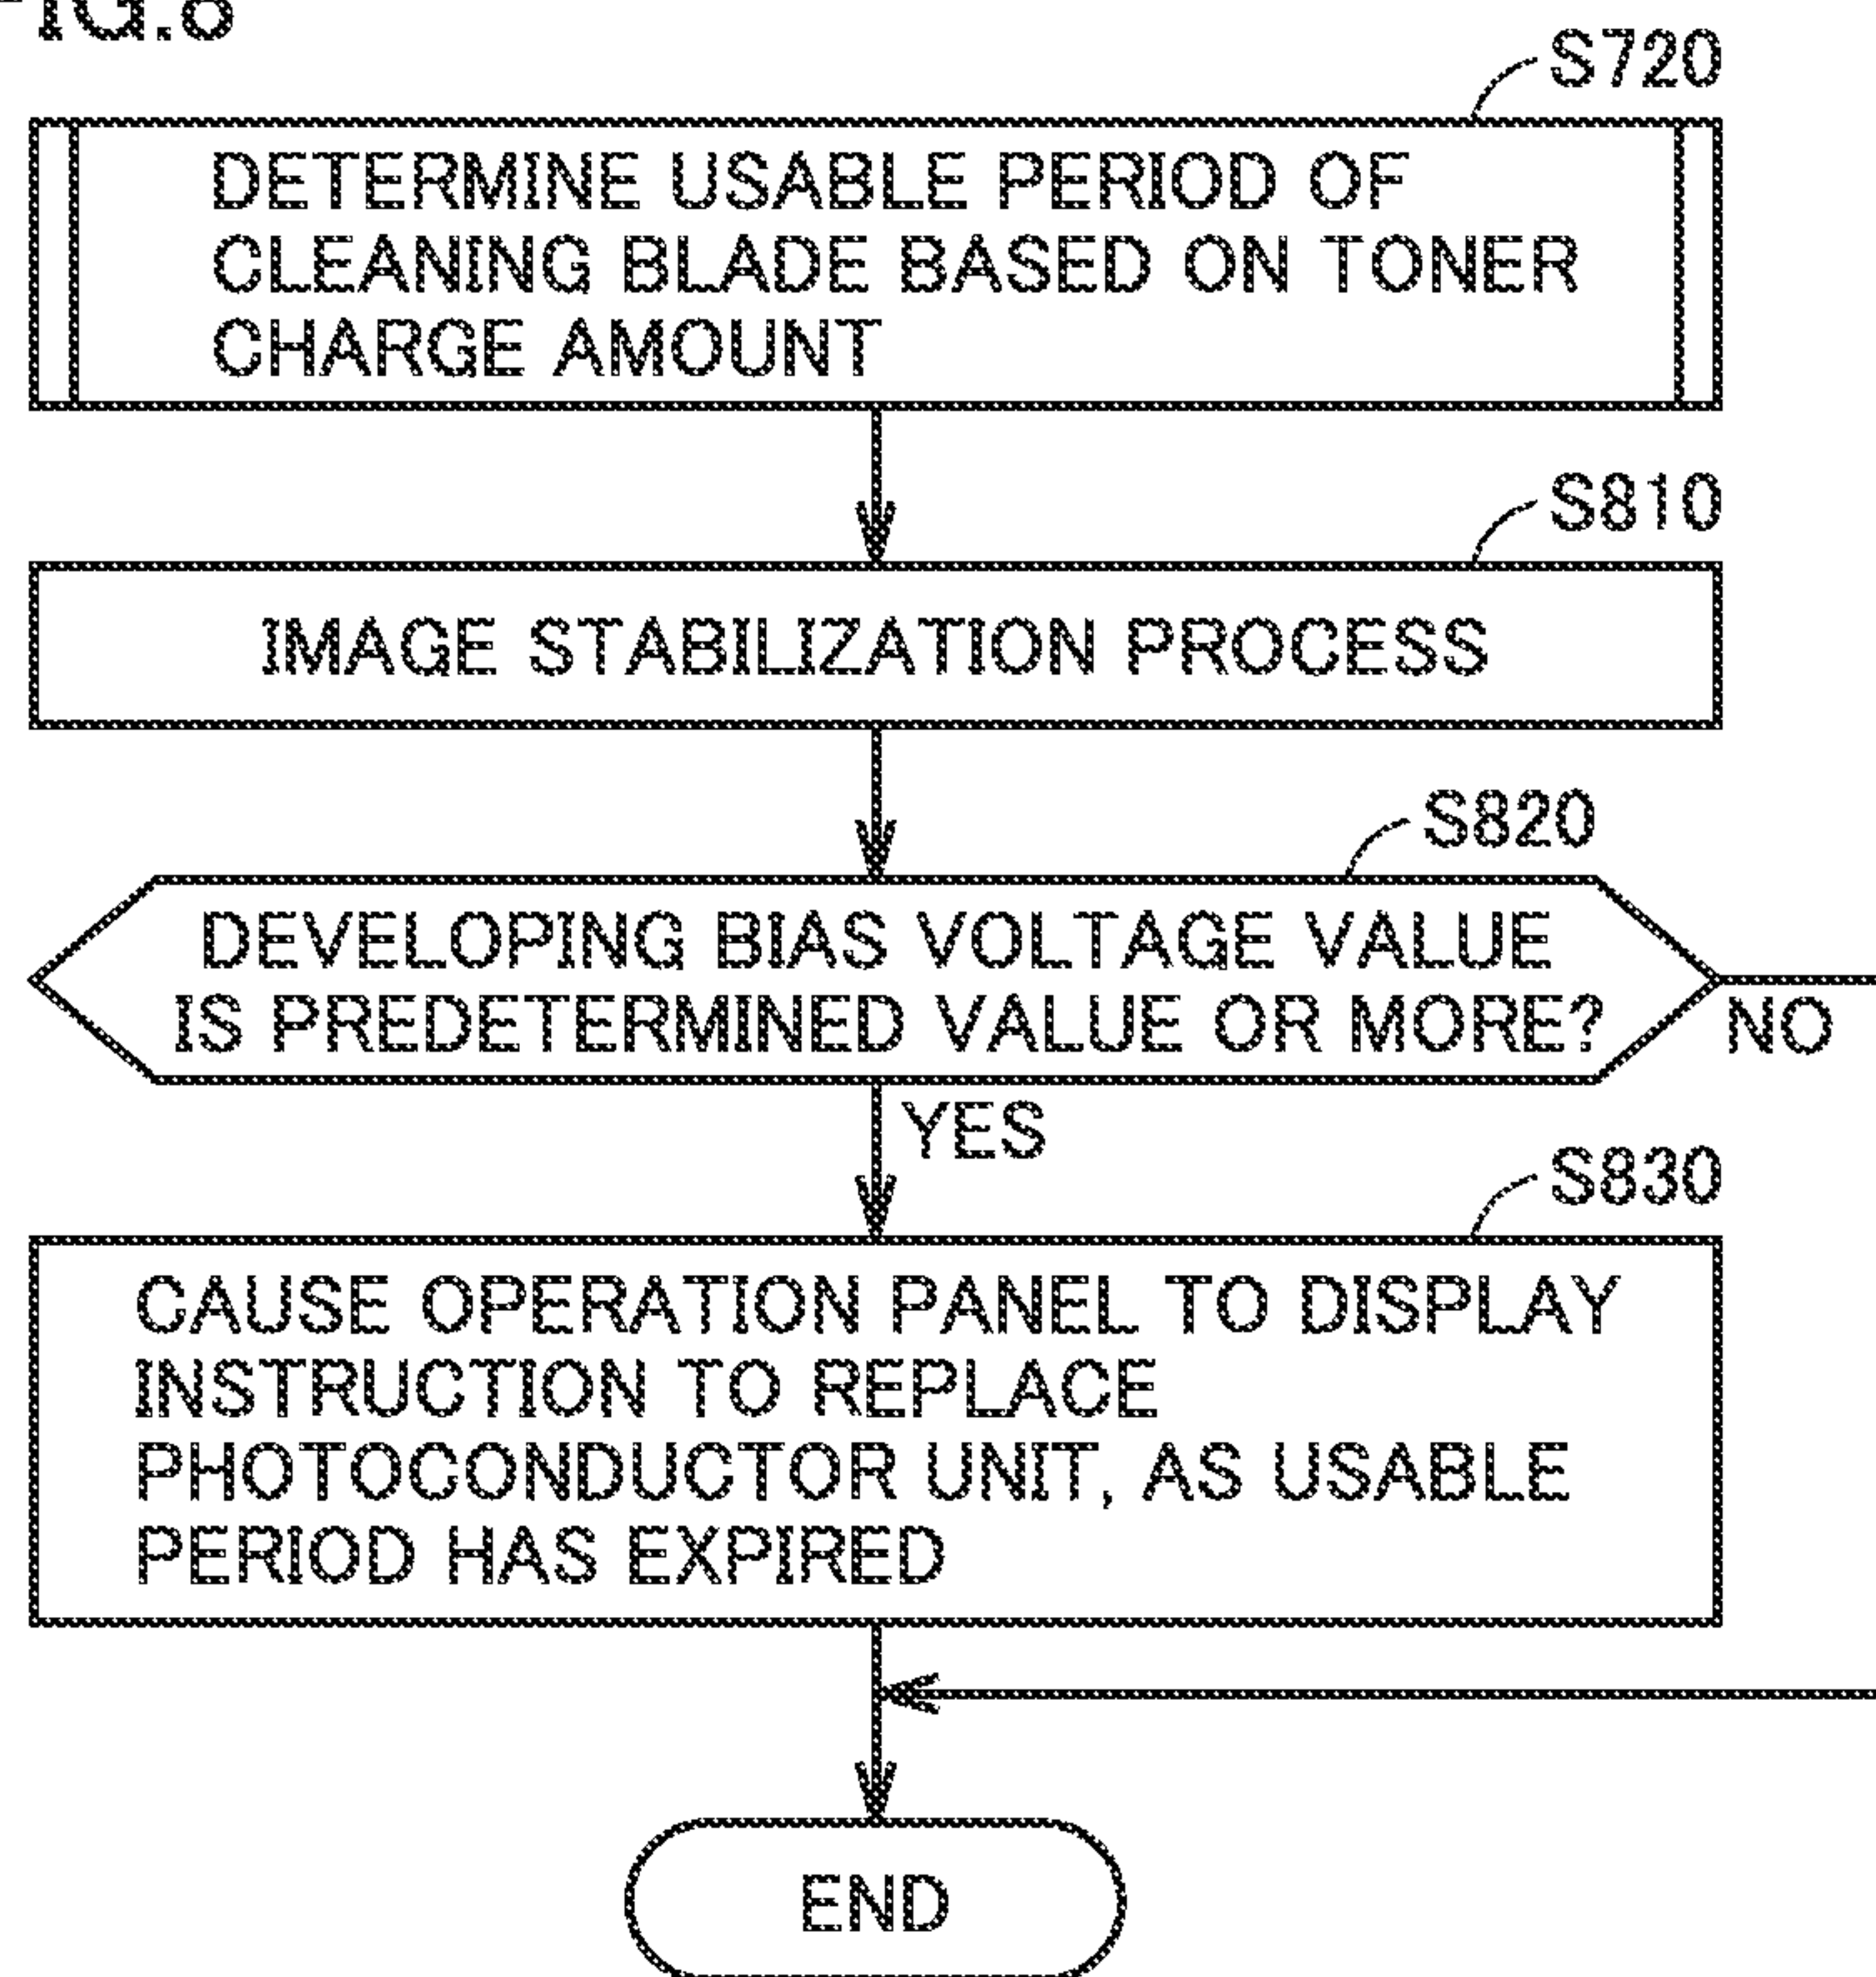 FIG.8
S720
DETERMINE USABLE PERIOD OF
CLEANING BLADE BASED ON TONER
CHARGE AMOUNT
S810
IMAGE STABILIZATION PROCESS
S820
DEVELOPING BIAS VOLTAGE VALUE
IS PREDETERMINED VALUE OR MORE?
NO
YES
S830
CAUSE OPERATION PANEL TO DISPLAY
INSTRUCTION TO REPLACE
PHOTOCONDUCTOR UNIT, AS USABLE
PERIOD HAS EXPIRED
END